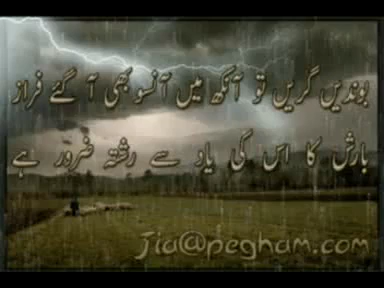 بوندیں گریں تو آنکھ میں آنسو بھی آ گئے فراز
بارش کا اس کی یاد سے رشتہ ضرور ہے
Jia@pegham.com